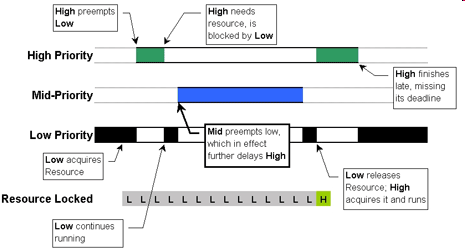 High preempts
Low
High needs
resource, is
blocked by Low
High Priority
High finishes
late, missing
its deadline
Mid-Priority
Low Priority
Mid preempts low,
which in effect
further delays High
Low acquires
Resource
Low releases
Resource; High
acquires it and runs
Resource Locked
L L L L L L L L L L L L L L H
Low continues
running